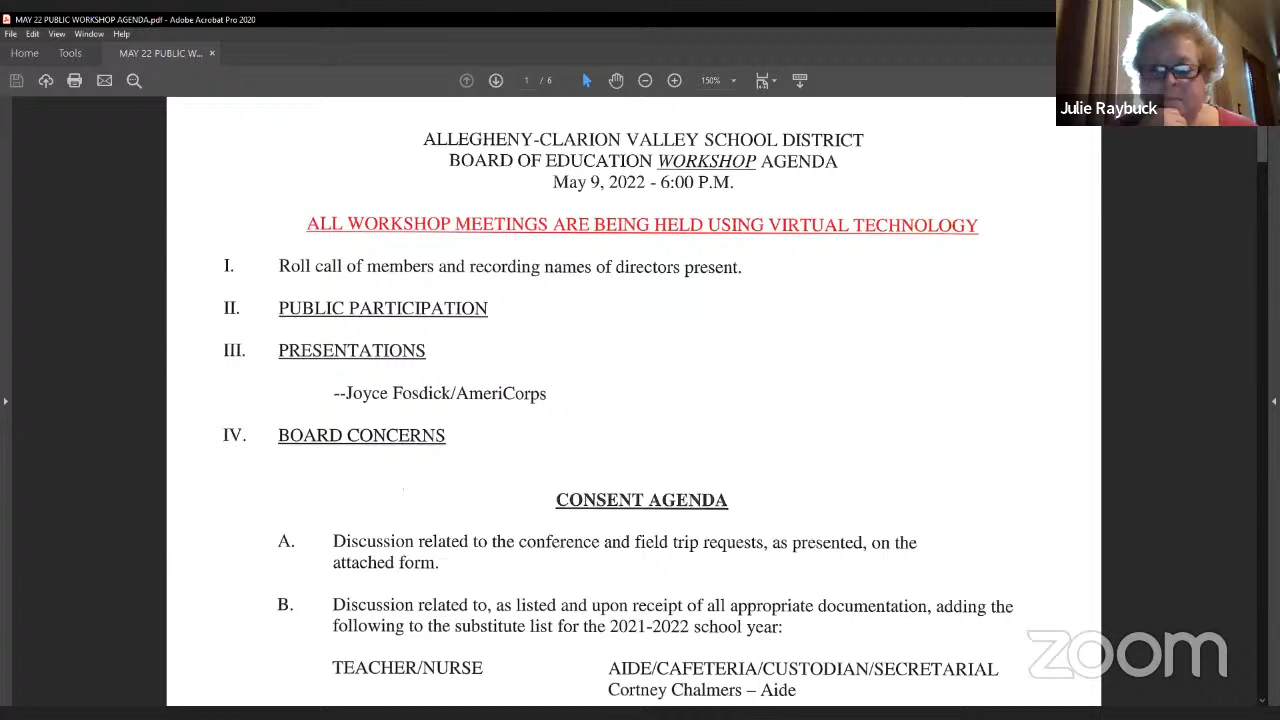 MAY 22 PUBLIC WORKSHOP AGENDA.pdf - Adobe Acrobat Pro 2020
File Edit View Window Help
Home Tools MAY 22 PUBLIC W... ×
1 / 6 150%
Julie Raybuck
ALLEGHENY-CLARION VALLEY SCHOOL DISTRICT
BOARD OF EDUCATION WORKSHOP AGENDA
May 9, 2022 - 6:00 P.M.
ALL WORKSHOP MEETINGS ARE BEING HELD USING VIRTUAL TECHNOLOGY
I. Roll call of members and recording names of directors present.
II. PUBLIC PARTICIPATION
III. PRESENTATIONS
--Joyce Fosdick/AmeriCorps
IV. BOARD CONCERNS
CONSENT AGENDA
A. Discussion related to the conference and field trip requests, as presented, on the
attached form.
B. Discussion related to, as listed and upon receipt of all appropriate documentation, adding the
following to the substitute list for the 2021-2022 school year:
TEACHER/NURSE AIDE/CAFETERIA/CUSTODIAN/SECRETARIAL
Cortney Chalmers – Aide
zoom